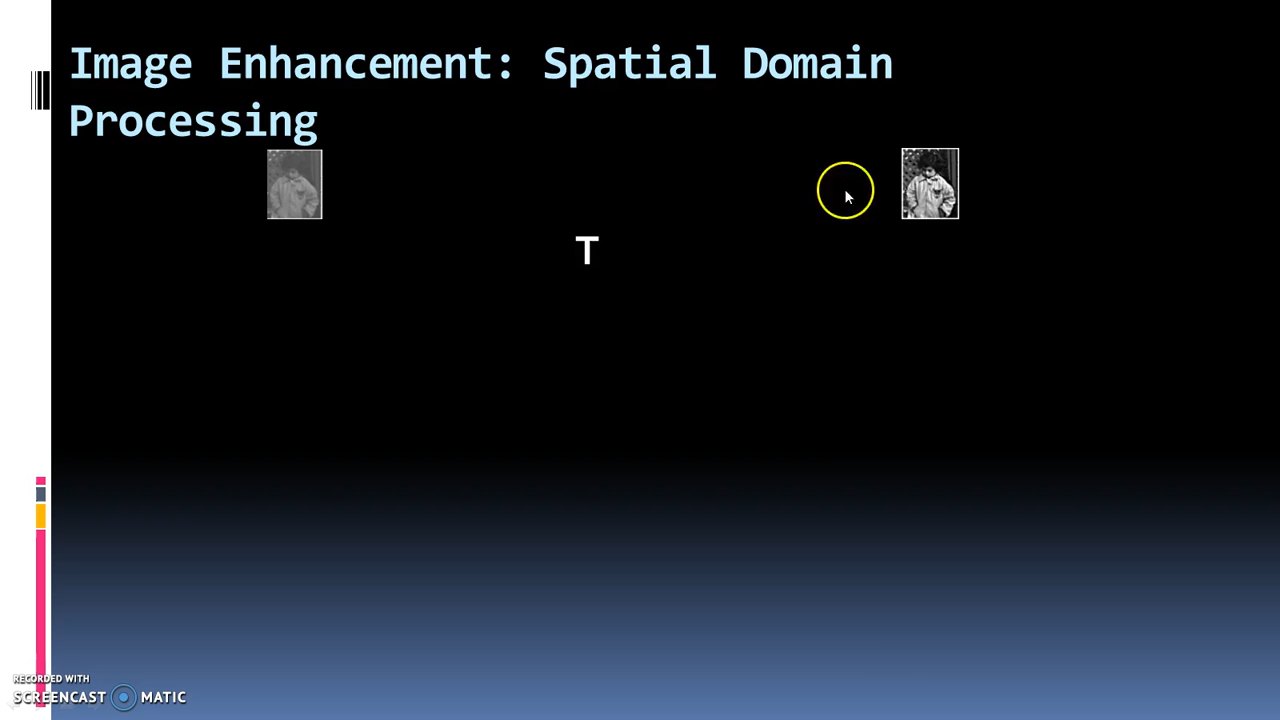 Image Enhancement: Spatial Domain
Processing
T
RECORDED WITH
SCREENCAST MATIC